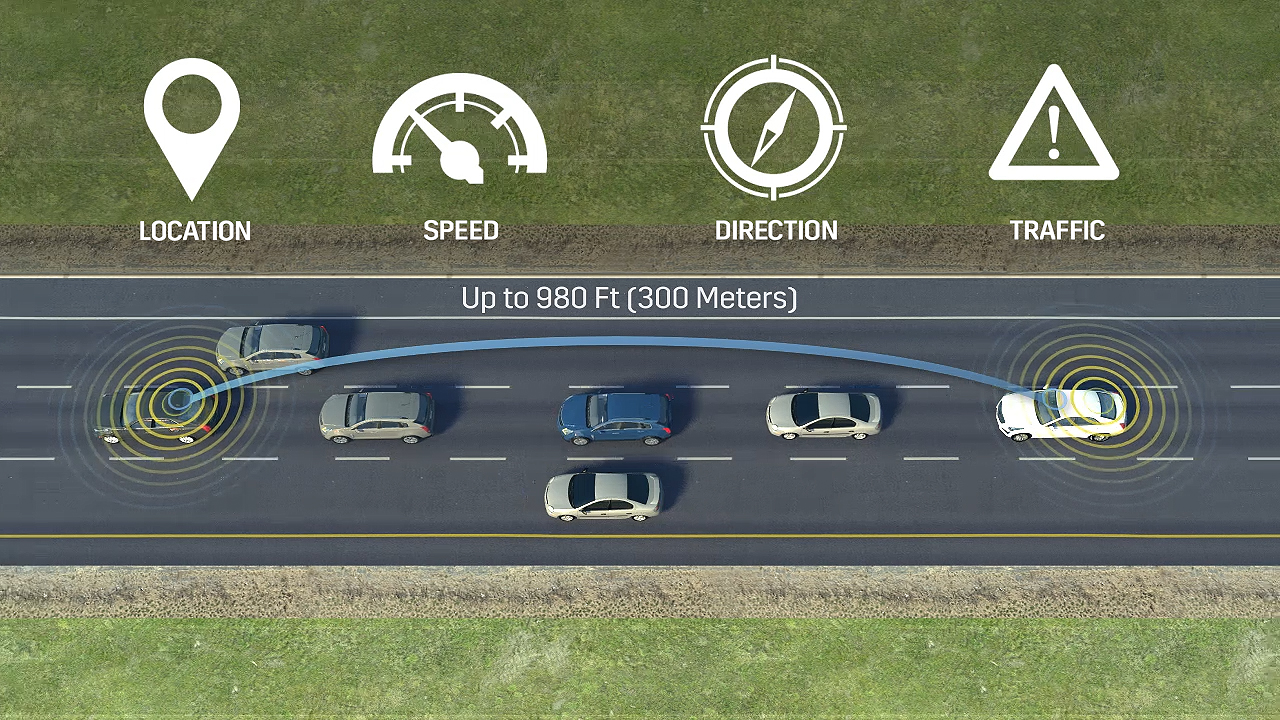 LOCATION
SPEED
DIRECTION
TRAFFIC
Up to 980 Ft (300 Meters)